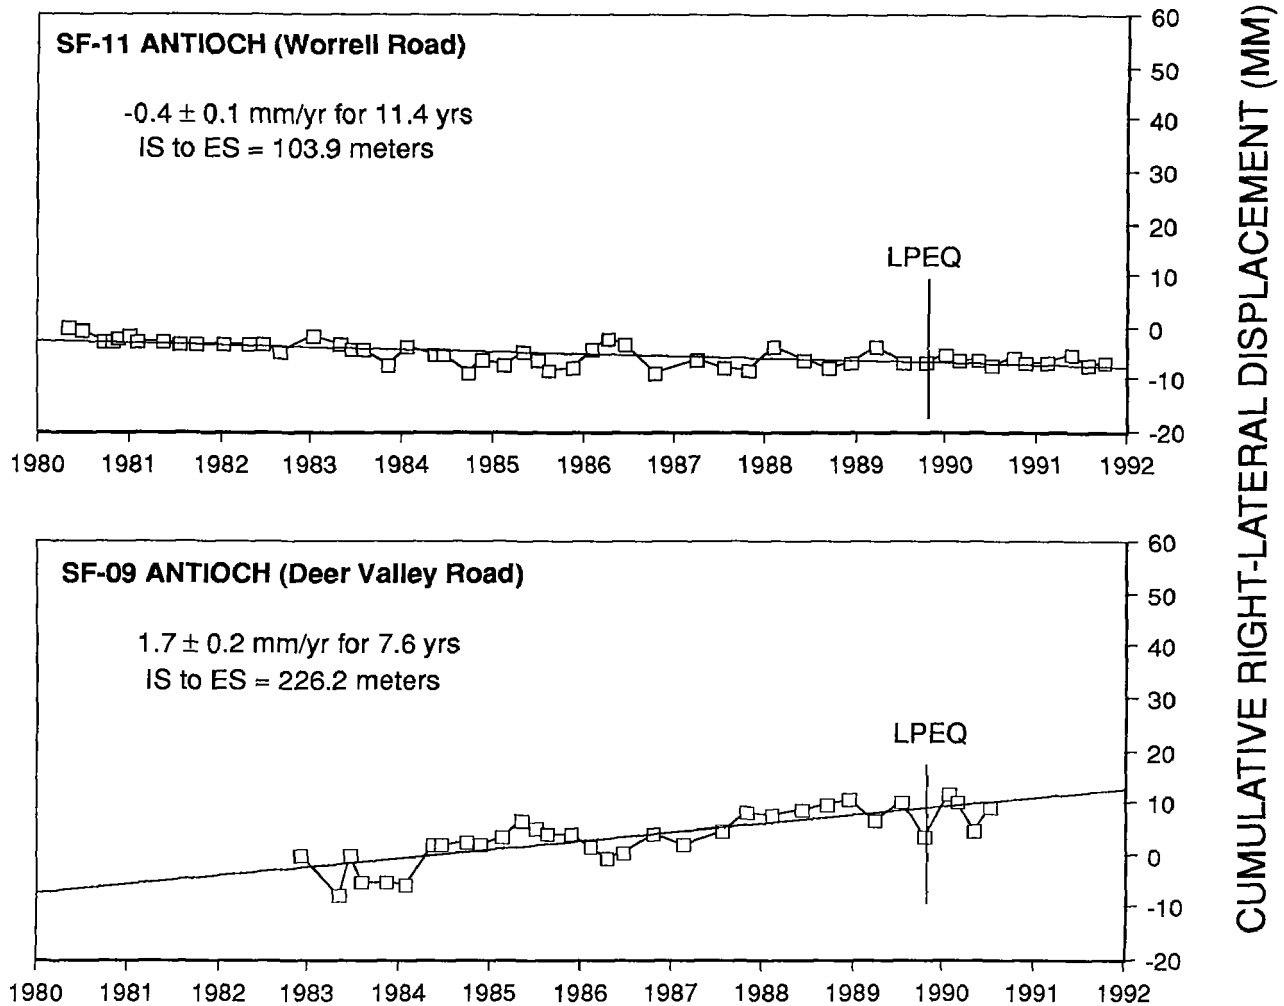 SF-11 ANTIOCH (Worrell Road)
-0.4 ± 0.1 mm/yr for 11.4 yrs
IS to ES = 103.9 meters
LPEQ
60
50
40
30
20
10
0
-10
-20
1980 1981 1982 1983 1984 1985 1986 1987 1988 1989 1990 1991 1992
SF-09 ANTIOCH (Deer Valley Road)
1.7 ± 0.2 mm/yr for 7.6 yrs
IS to ES = 226.2 meters
LPEQ
60
50
40
30
20
10
0
-10
-20
1980 1981 1982 1983 1984 1985 1986 1987 1988 1989 1990 1991 1992
CUMULATIVE RIGHT-LATERAL DISPLACEMENT (MM)